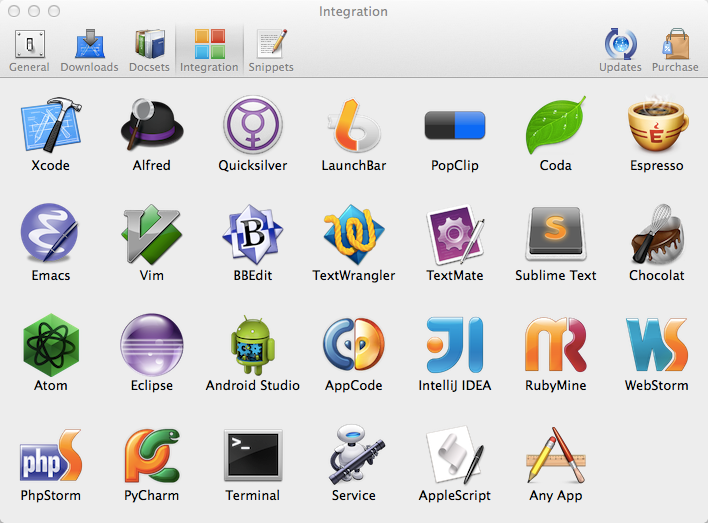 Integration
General Downloads Docsets Integration Snippets Updates Purchase
Xcode Alfred Quicksilver LaunchBar PopClip Coda Espresso
Emacs Vim BBEdit TextWrangler TextMate Sublime Text Chocolat
Atom Eclipse Android Studio AppCode IntelliJ IDEA RubyMine WebStorm
PhpStorm PyCharm Terminal Service AppleScript Any App